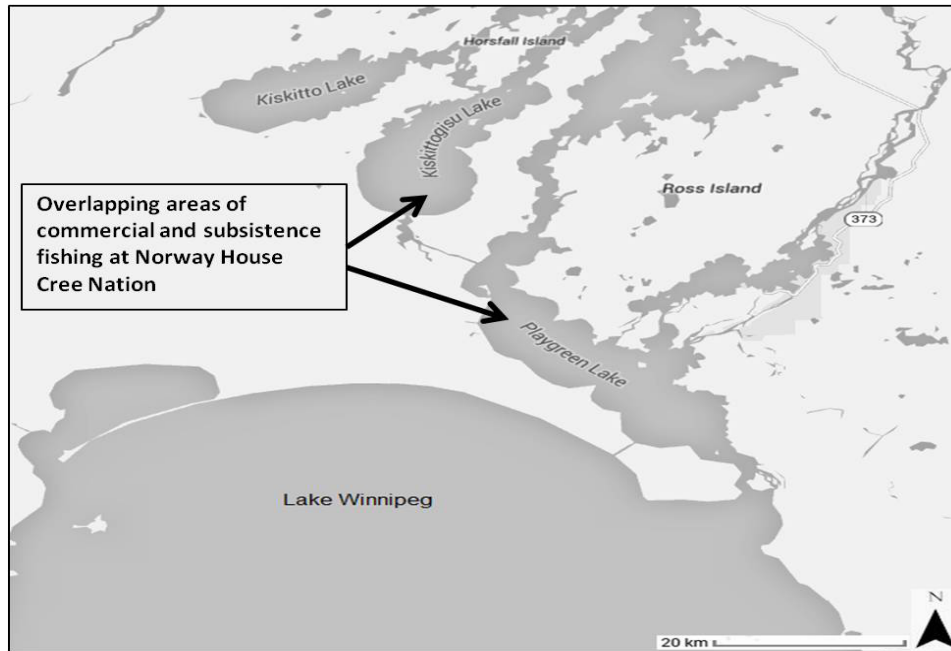 Horsfall Island
Kiskitto Lake
Kiskittogisu Lake
Overlapping areas of
commercial and subsistence
fishing at Norway House
Cree Nation
Ross Island
373
Playgreen Lake
Lake Winnipeg
N
20 km